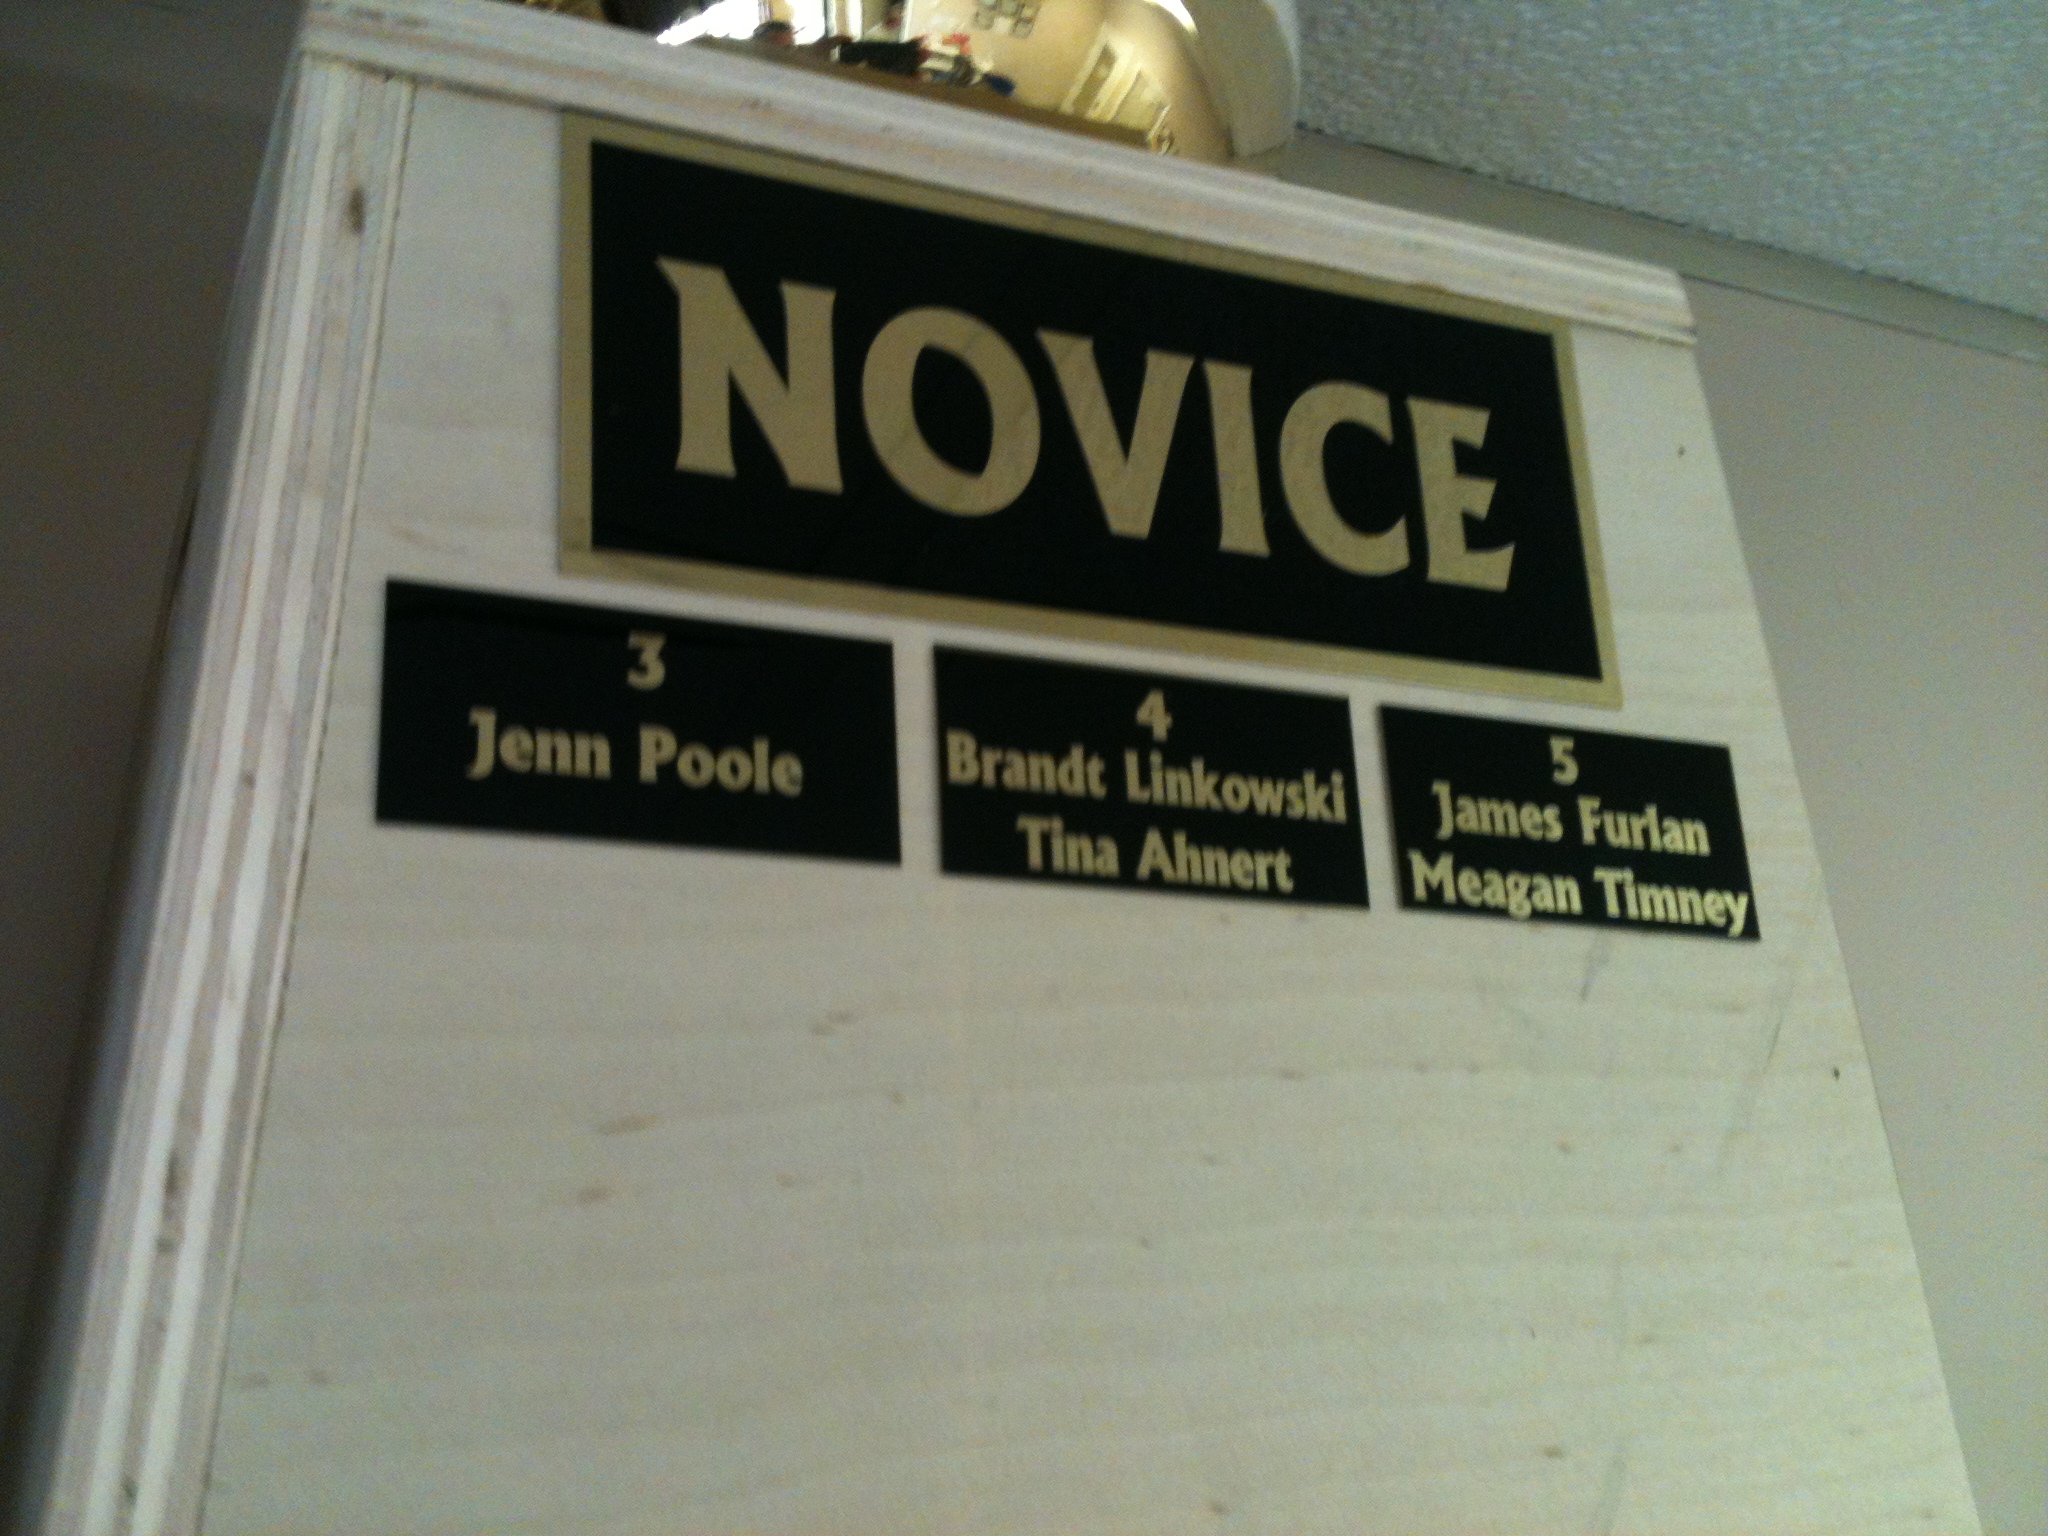 NOVICE
3
Jenn Poole
4
Brandt Linkowski
Tina Ahnert
5
James Furlan
Meagan Timney